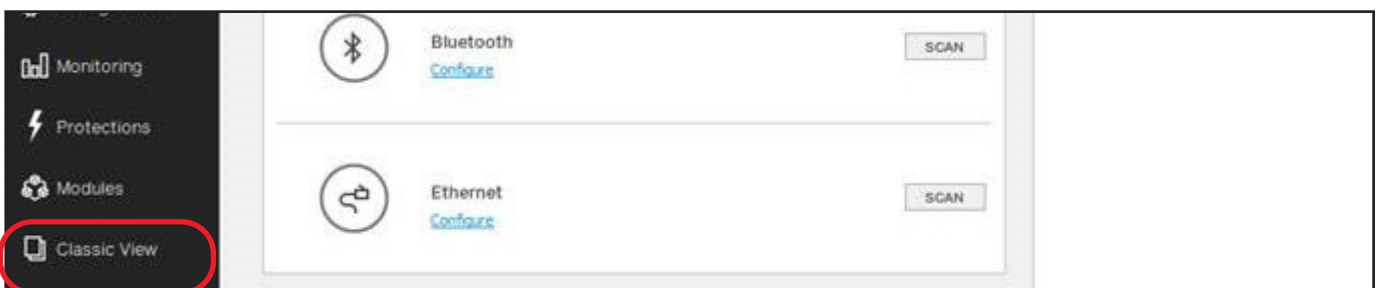 Monitoring
Protections
Modules
Classic View
Bluetooth
Configure
SCAN
Ethernet
Configure
SCAN